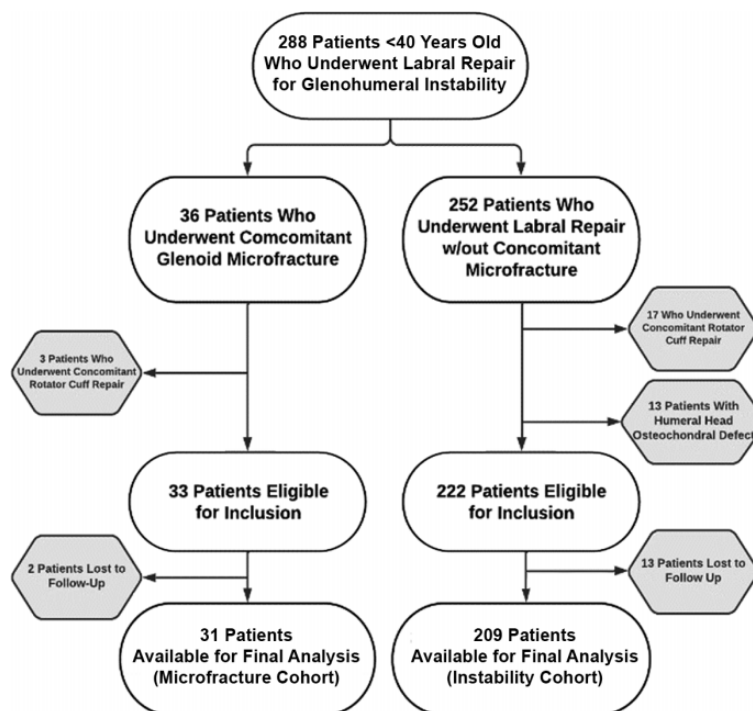 288 Patients <40 Years Old
Who Underwent Labral Repair
for Glenohumeral Instability
36 Patients Who
Underwent Comcomitant
Glenoid Microfracture
252 Patients Who
Underwent Labral Repair
w/out Concomitant
Microfracture
17 Who Underwent
Concomitant Rotator
Cuff Repair
3 Patients Who
Underwent Concomitant
Rotator Cuff Repair
13 Patients With
Humeral Head
Osteochondral Defect
33 Patients Eligible
for Inclusion
222 Patients Eligible
for Inclusion
2 Patients Lost to
Follow-Up
13 Patients Lost to
Follow Up
31 Patients
Available for Final Analysis
(Microfracture Cohort)
209 Patients
Available for Final Analysis
(Instability Cohort)